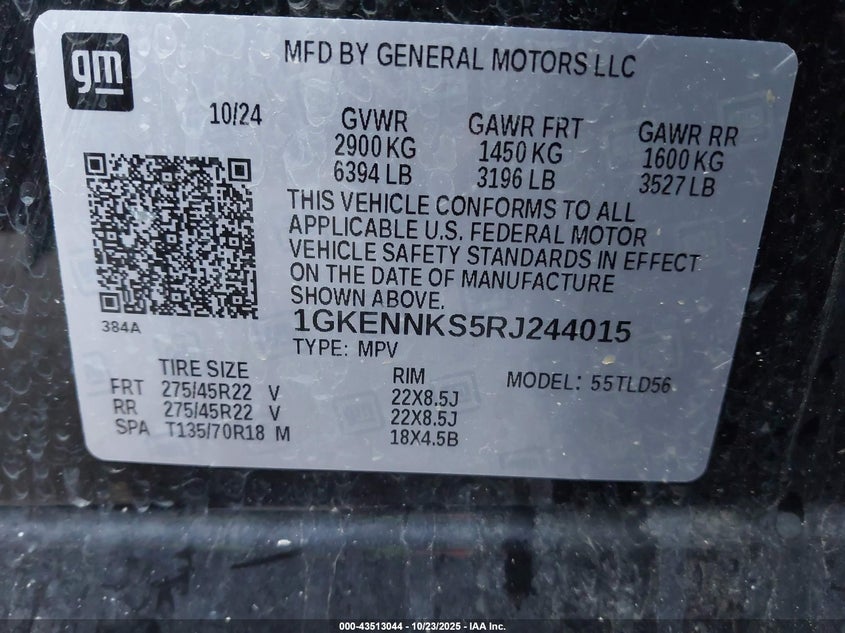 gm
MFD BY GENERAL MOTORS LLC
10/24 GVWR GAWR FRT GAWR RR
2900 KG 1450 KG 1600 KG
6394 LB 3196 LB 3527 LB
THIS VEHICLE CONFORMS TO ALL
APPLICABLE U.S. FEDERAL MOTOR
VEHICLE SAFETY STANDARDS IN EFFECT
ON THE DATE OF MANUFACTURE
SHOWN ABOVE.
384A
1GKENNKS5RJ244015
TYPE: MPV
TIRE SIZE RIM MODEL: 55TLD56
FRT 275/45R22 V 22X8.5J
RR 275/45R22 V 22X8.5J
SPA T135/70R18 M 18X4.5B
000-43513044 - 10/23/2025 - IAA Inc.